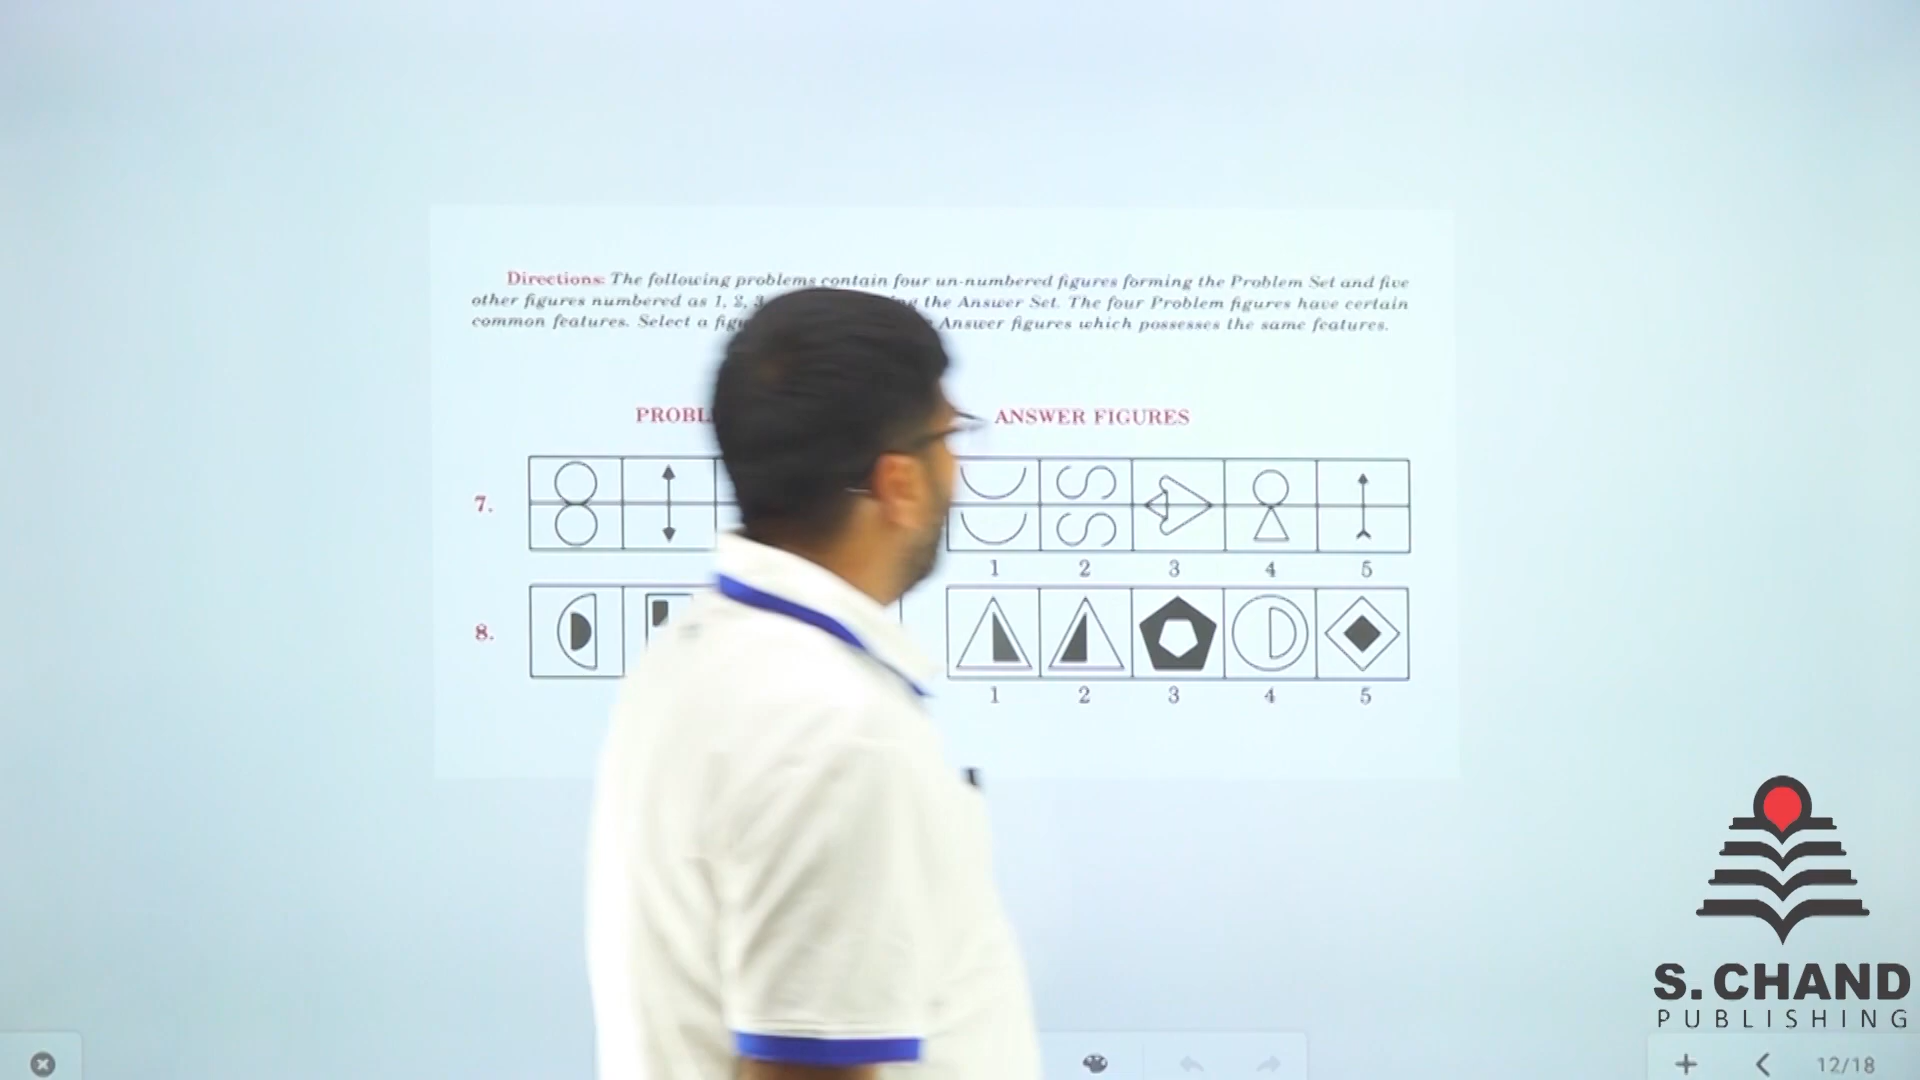 Directions: The following problems contain four un-numbered figures forming the Problem Set and five
other figures numbered as 1, 2, the Answer Set. The four Problem figures have certain
common features. Select a Answer figures which possesses the same features.
PROBL ANSWER FIGURES
7.
1 2 3 4 5
8.
1 2 3 4 5
S. CHAND
PUBLISHING
12/18